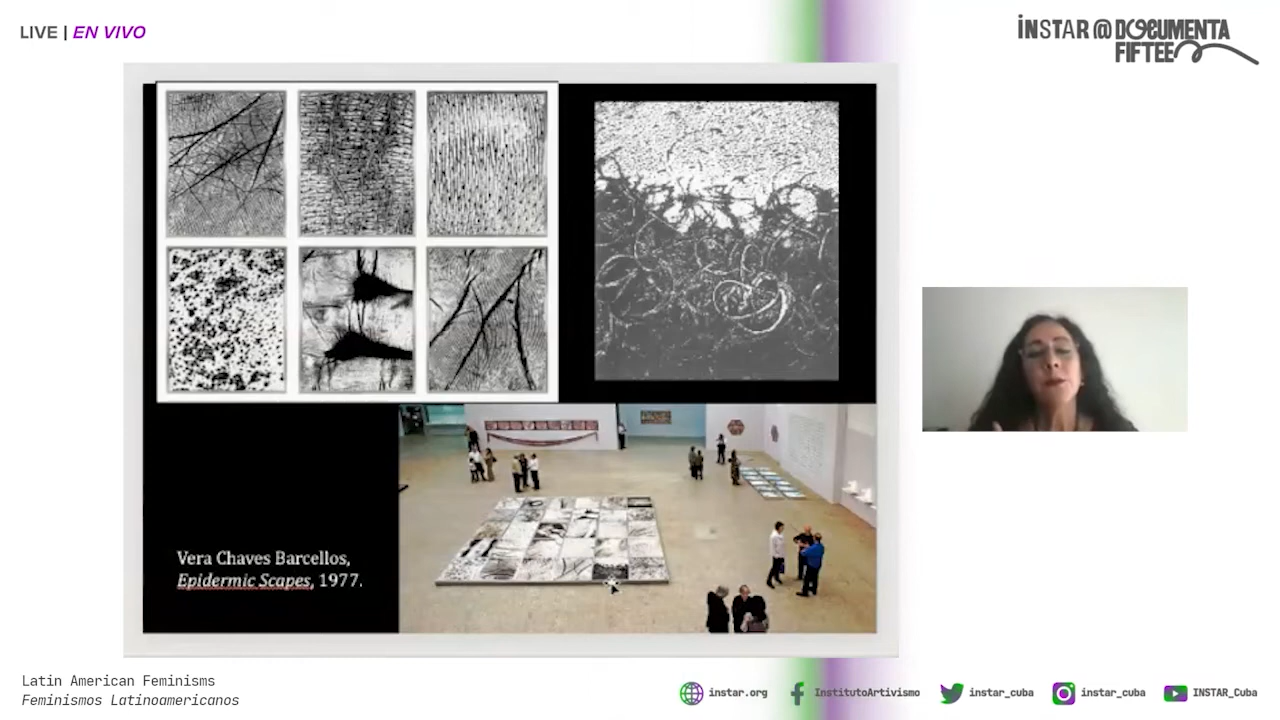 LIVE | EN VIVO
INSTAR @ DOCUMENTA
FIFTEEN
Vera Chaves Barcellos,
Epidermic Scapes, 1977.
Latin American Feminisms
Feminismos Latinoamericanos
instar.org
InstitutoArtivismo
instar_cuba
instar_cuba
INSTAR_Cuba